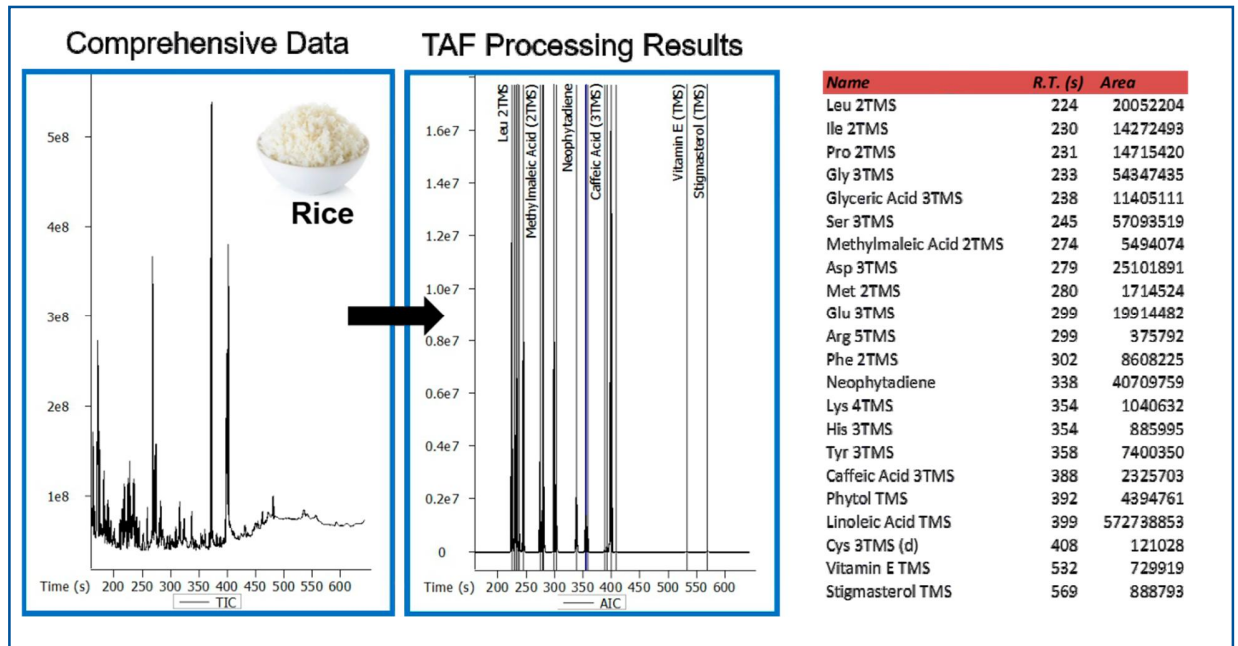 Comprehensive Data
TAF Processing Results
5e8
4e8
3e8
2e8
1e8
Rice
Time (s) 200 250 300 350 400 450 500 550 600
TIC
1.6e7
1.4e7
1.2e7
1.0e7
0.8e7
0.6e7
0.4e7
0.2e7
0
Leu 2TMS
Methylmaleic Acid (2TMS)
Neophytadiene
Caffeic Acid (3TMS)
Vitamin E (TMS)
Stigmasterol (TMS)
Time (s) 200 250 300 350 400 450 500 550 600
AIC
Name R.T. (s) Area
Leu 2TMS 224 20052204
Ile 2TMS 230 14272493
Pro 2TMS 231 14715420
Gly 3TMS 233 54347435
Glyceric Acid 3TMS 238 11405111
Ser 3TMS 245 57093519
Methylmaleic Acid 2TMS 274 5494074
Asp 3TMS 279 25101891
Met 2TMS 280 1714524
Glu 3TMS 299 19914482
Arg 5TMS 299 375792
Phe 2TMS 302 8608225
Neophytadiene 338 40709759
Lys 4TMS 354 1040632
His 3TMS 354 885995
Tyr 3TMS 358 7400350
Caffeic Acid 3TMS 388 2325703
Phytol TMS 392 4394761
Linoleic Acid TMS 399 572738853
Cys 3TMS (d) 408 121028
Vitamin E TMS 532 729919
Stigmasterol TMS 569 888793